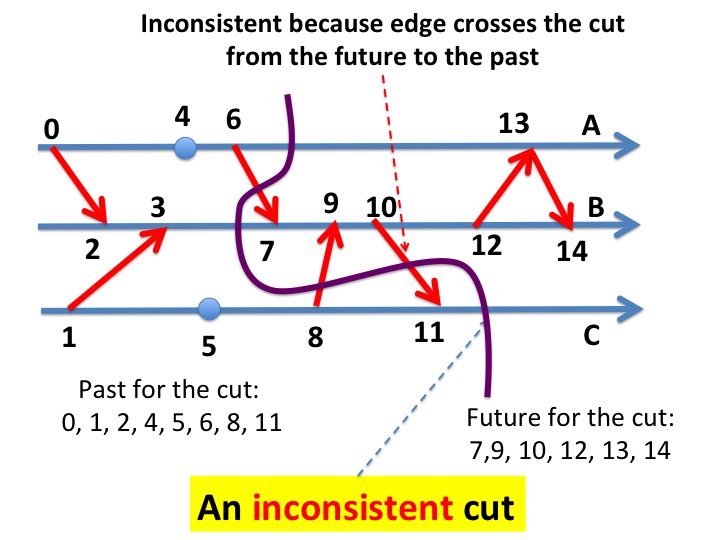 Inconsistent because edge crosses the cut
from the future to the past
0
4
6
13
A
3
9
10
B
2
7
12
14
1
5
8
11
C
Past for the cut:
0, 1, 2, 4, 5, 6, 8, 11
Future for the cut:
7,9, 10, 12, 13, 14
An inconsistent cut